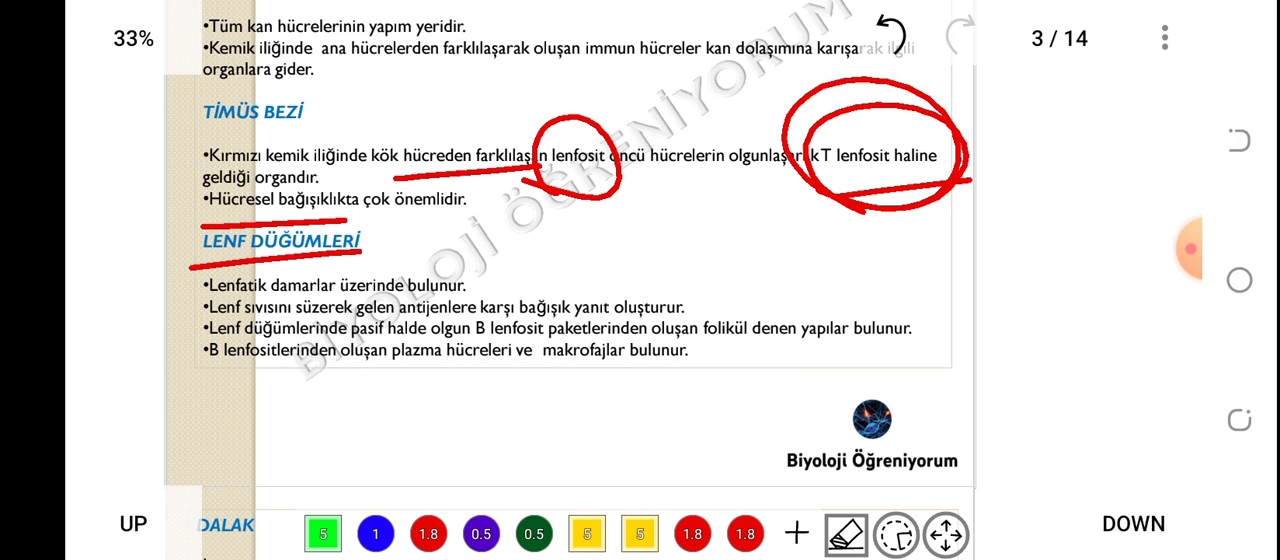 33%
3 / 14
•Tüm kan hücrelerinin yapım yeridir.
•Kemik iliğinde ana hücrelerden farklılaşarak oluşan immun hücreler kan dolaşımına karışarak ilgili
organlara gider.
TİMÜS BEZİ
•Kırmızı kemik iliğinde kök hücreden farklılaşan lenfosit öncü hücrelerin olgunlaşarak T lenfosit haline
geldiği organdır.
•Hücresel bağışıklıkta çok önemlidir.
LENF DÜĞÜMLERİ
•Lenfatik damarlar üzerinde bulunur.
•Lenf sıvısını süzerek gelen antijenlere karşı bağışık yanıt oluşturur.
•Lenf düğümlerinde pasif halde olgun B lenfosit paketlerinden oluşan folikül denen yapılar bulunur.
•B lenfositlerinden oluşan plazma hücreleri ve makrofajlar bulunur.
BİYOLOJİ ÖĞRENİYORUM
Biyoloji Öğreniyorum
UP
DALAK
5 1 1.8 0.5 0.5 5 5 1.8 1.8
DOWN